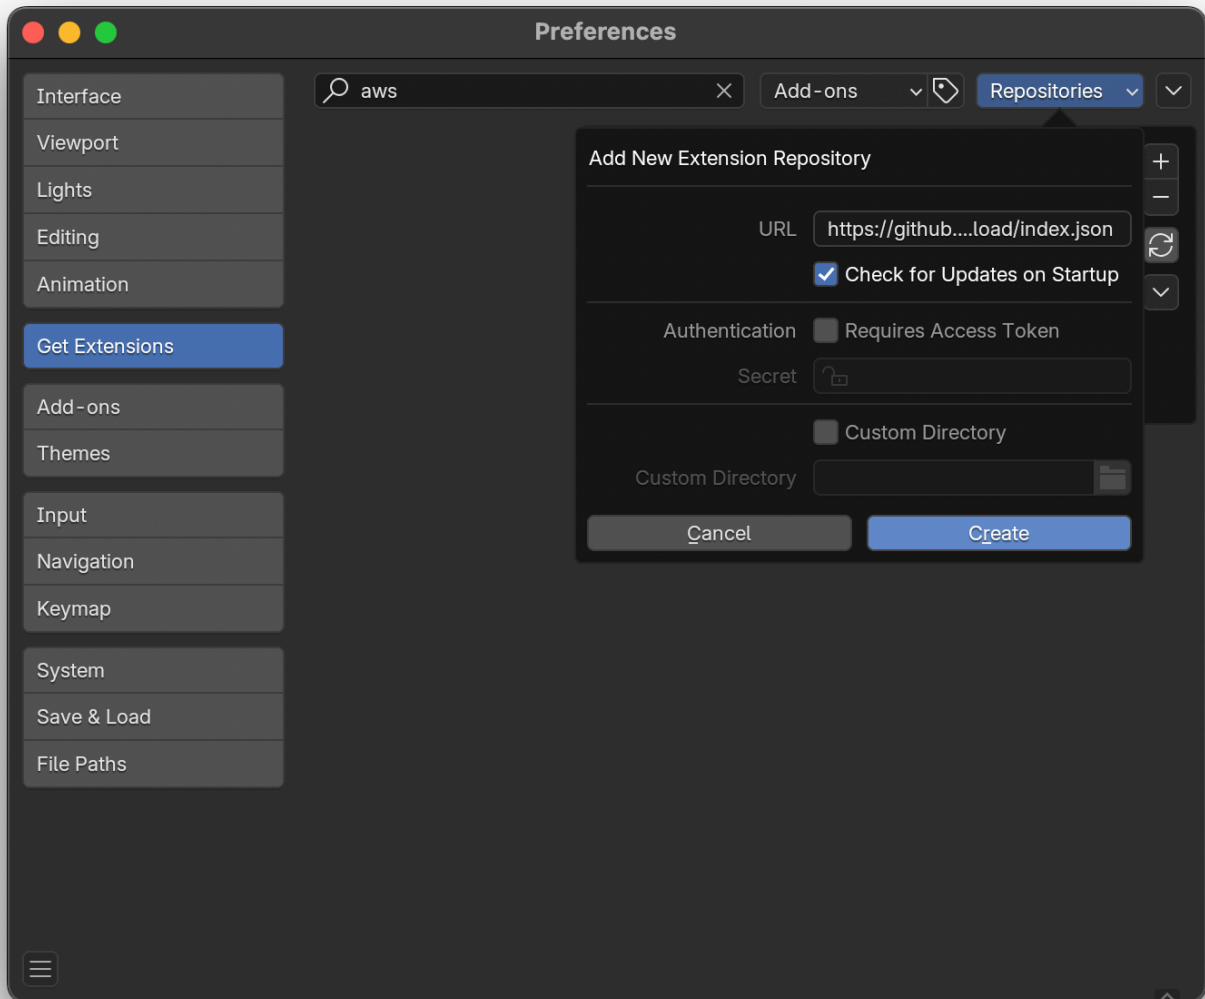 Preferences
Interface
Viewport
Lights
Editing
Animation
Get Extensions
Add-ons
Themes
Input
Navigation
Keymap
System
Save & Load
File Paths
aws
Add-ons
Repositories
Add New Extension Repository
URL https://github....load/index.json
Check for Updates on Startup
Authentication Requires Access Token
Secret
Custom Directory
Custom Directory
Cancel Create